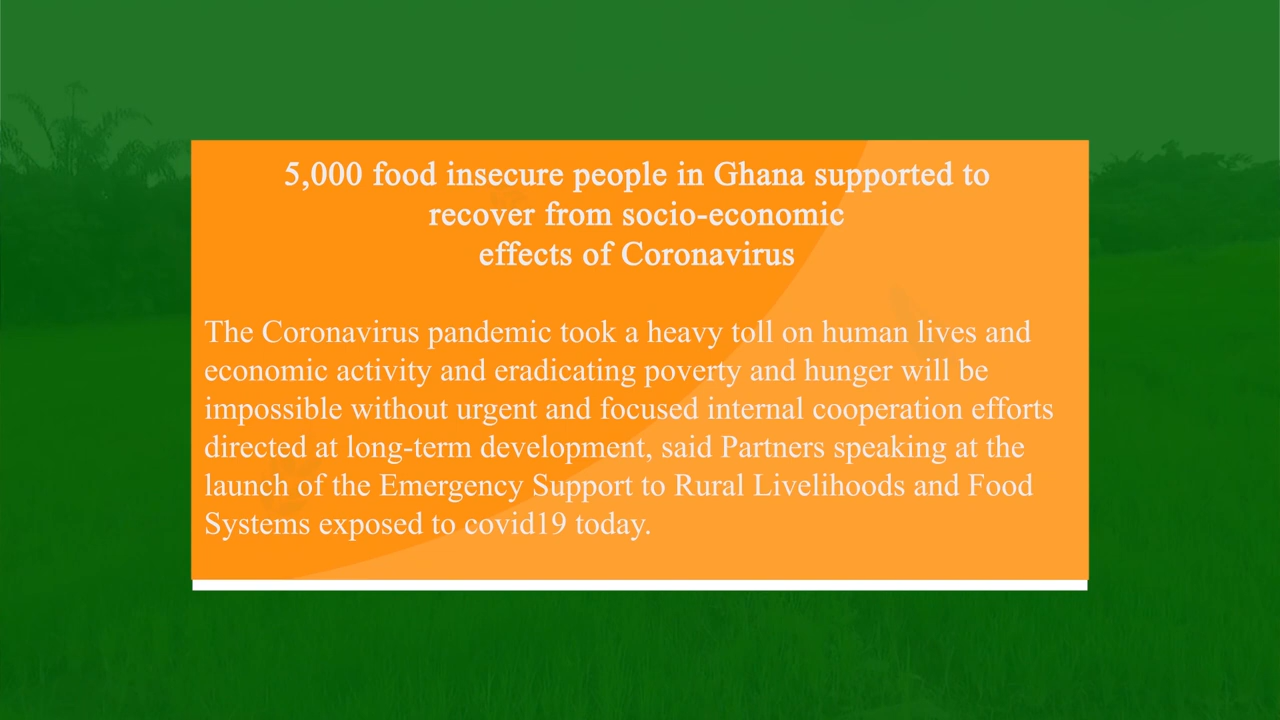 5,000 food insecure people in Ghana supported to
recover from socio-economic
effects of Coronavirus
The Coronavirus pandemic took a heavy toll on human lives and
economic activity and eradicating poverty and hunger will be
impossible without urgent and focused internal cooperation efforts
directed at long-term development, said Partners speaking at the
launch of the Emergency Support to Rural Livelihoods and Food
Systems exposed to covid19 today.